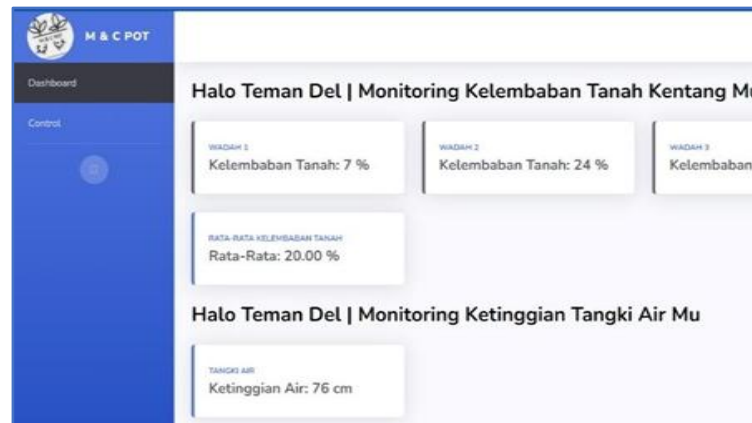 M & C POT
Dashboard
Control
Halo Teman Del | Monitoring Kelembaban Tanah Kentang
WADAH 1
Kelembaban Tanah: 7 %
WADAH 2
Kelembaban Tanah: 24 %
WADAH 3
Kelembaban
RATA-RATA KELEMBABAN TANAH
Rata-Rata: 20.00 %
Halo Teman Del | Monitoring Ketinggian Tangki Air Mu
TANGKI AIR
Ketinggian Air: 76 cm